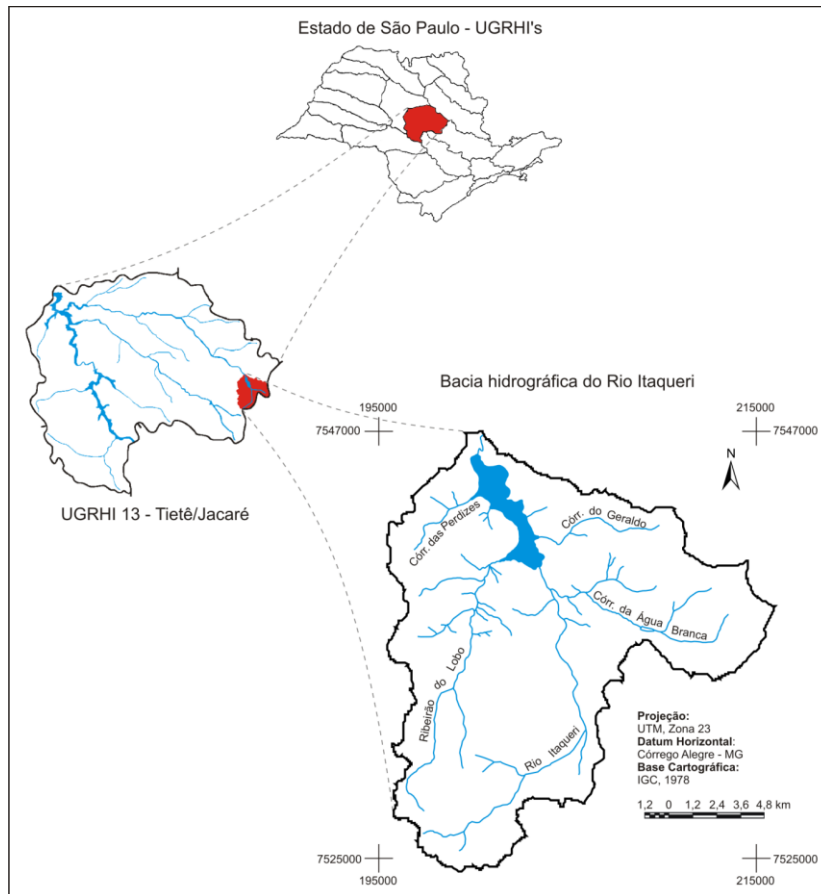 Estado de São Paulo - UGRHI's
UGRHI 13 - Tietê/Jacaré
Bacia hidrográfica do Rio Itaqueri
195000
215000
7547000
7547000
N
Córr. das Perdizes
Córr. do Geraldo
Córr. da Água Branca
Ribeirão do Lobo
Rio Itaqueri
Projeção:
UTM, Zona 23
Datum Horizontal:
Córrego Alegre - MG
Base Cartográfica:
IGC, 1978
1,2 0 1,2 2,4 3,6 4,8 km
7525000
7525000
195000
215000